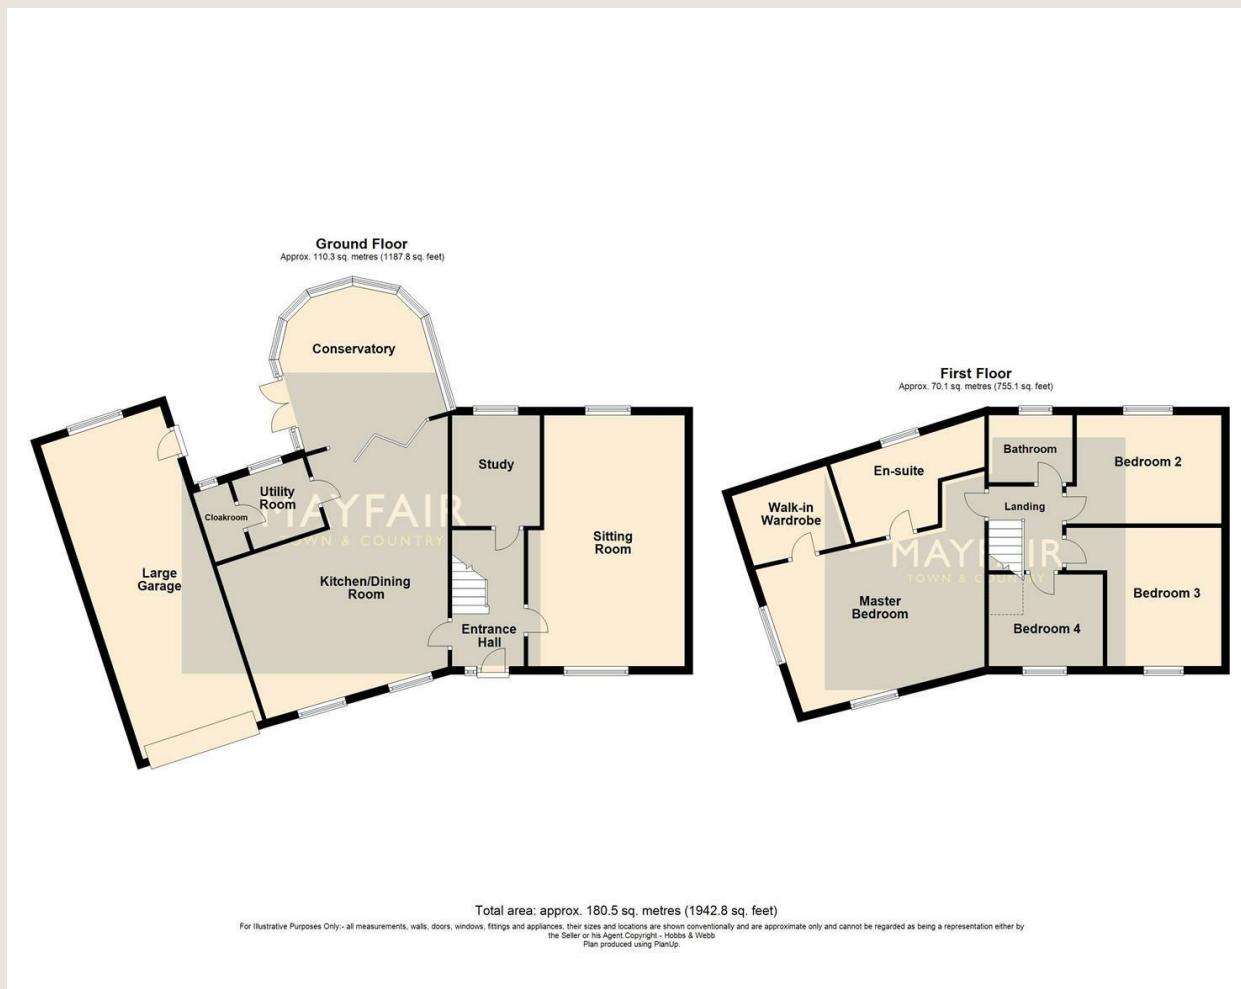 Ground Floor
Approx. 110.3 sq. metres (1187.8 sq. feet)
Conservatory
Study
Utility
Room
Cloakroom
MAYFAIR
TOWN & COUNTRY
Sitting
Room
Large
Garage
Kitchen/Dining
Room
Entrance
Hall
First Floor
Approx. 70.1 sq. metres (755.1 sq. feet)
Bathroom
Bedroom 2
En-suite
Walk-in
Wardrobe
Landing
MAYFAIR
TOWN & COUNTRY
Master
Bedroom
Bedroom 3
Bedroom 4
Total area: approx. 180.5 sq. metres (1942.8 sq. feet)
For Illustrative Purposes Only:- all measurements, walls, doors, windows, fittings and appliances, their sizes and locations are shown conventionally and are approximate only and cannot be regarded as being a representation either by
the Seller or his Agent.Copyright - Hobbs & Webb
Plan produced using PlanUp.